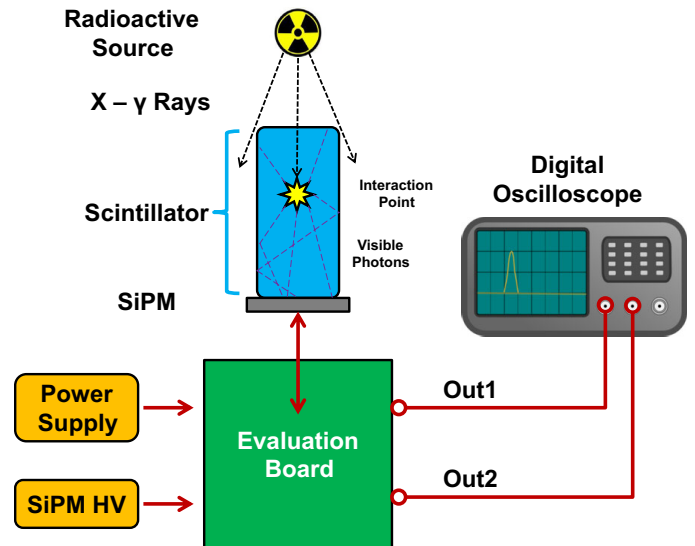 Radioactive
Source
X – γ Rays
Interaction
Point
Digital
Oscilloscope
Scintillator
Visible
Photons
SiPM
Power
Supply
Out1
Evaluation
Board
SiPM HV
Out2